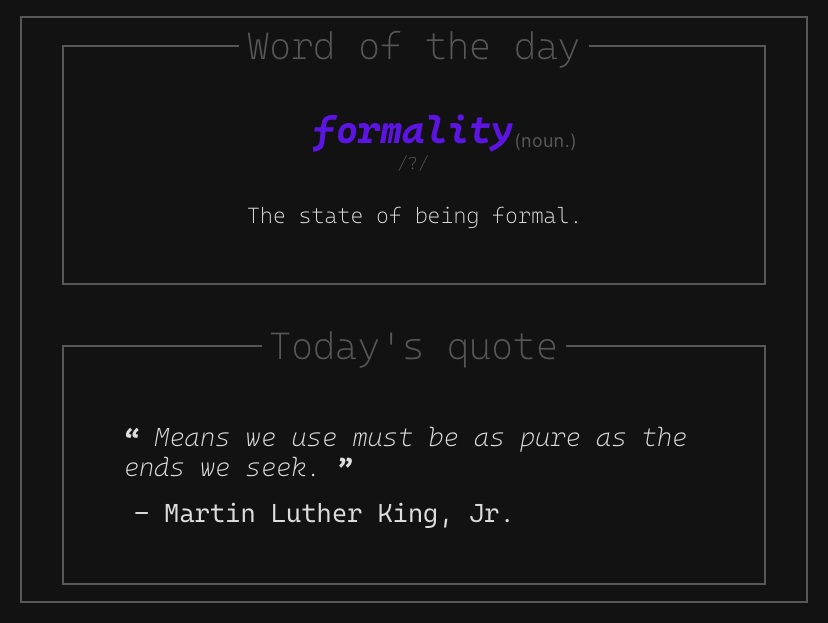 Word of the day
formality (noun.)
/?/
The state of being formal.
Today's quote
“ Means we use must be as pure as the
ends we seek. ”
– Martin Luther King, Jr.